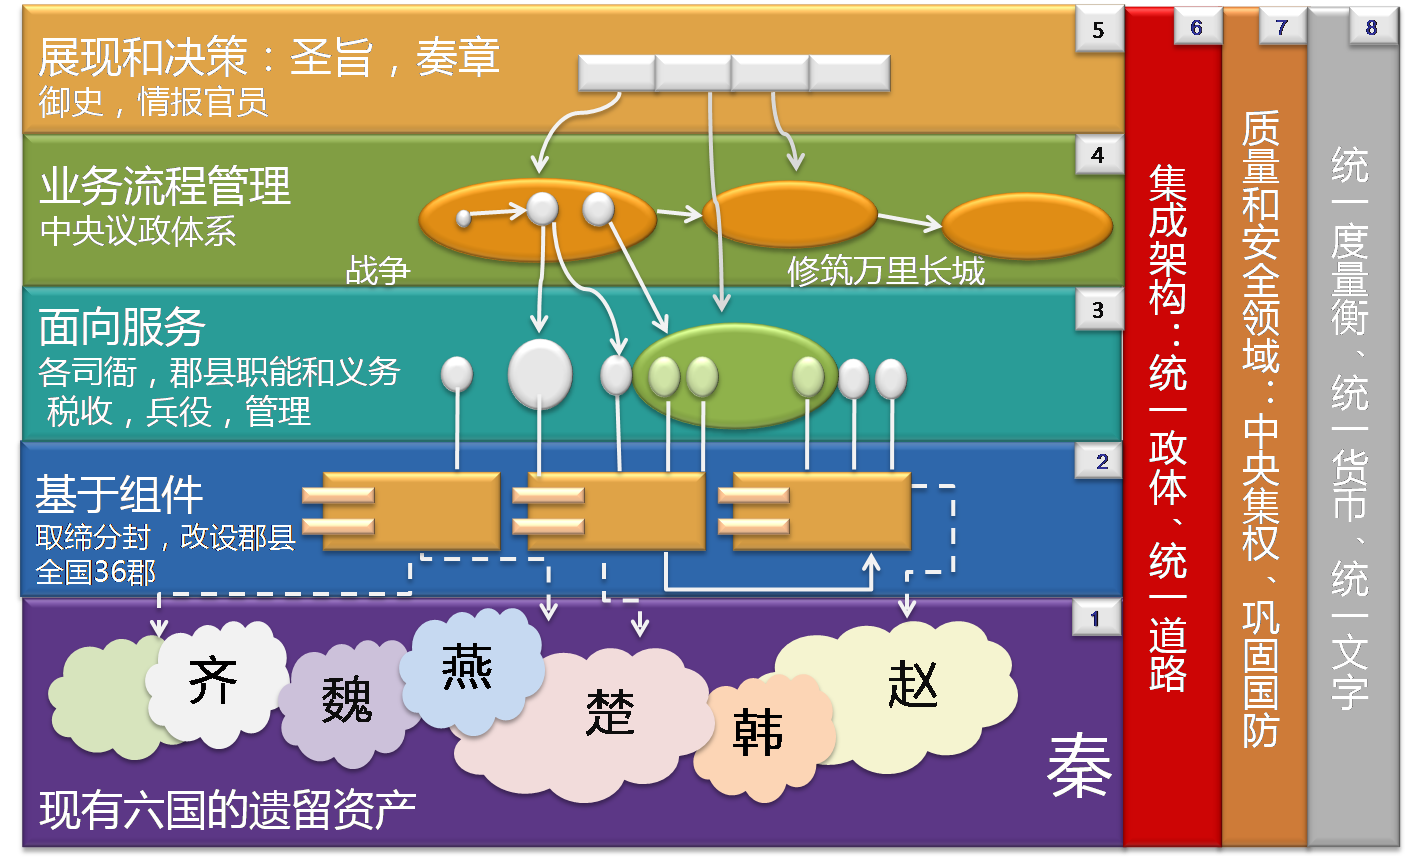 展现和决策：圣旨，奏章
御史，情报官员
5
业务流程管理
中央议政体系
战争
修筑万里长城
4
面向服务
各司衙，郡县职能和义务
税收，兵役，管理
3
基于组件
取缔分封，改设郡县
全国36郡
2
齐
魏
燕
楚
韩
赵
秦
现有六国的遗留资产
1
6
集成架构：统一政体、统一道路
7
质量和安全领域：中央集权、巩固国防
8
统一度量衡、统一货币、统一文字